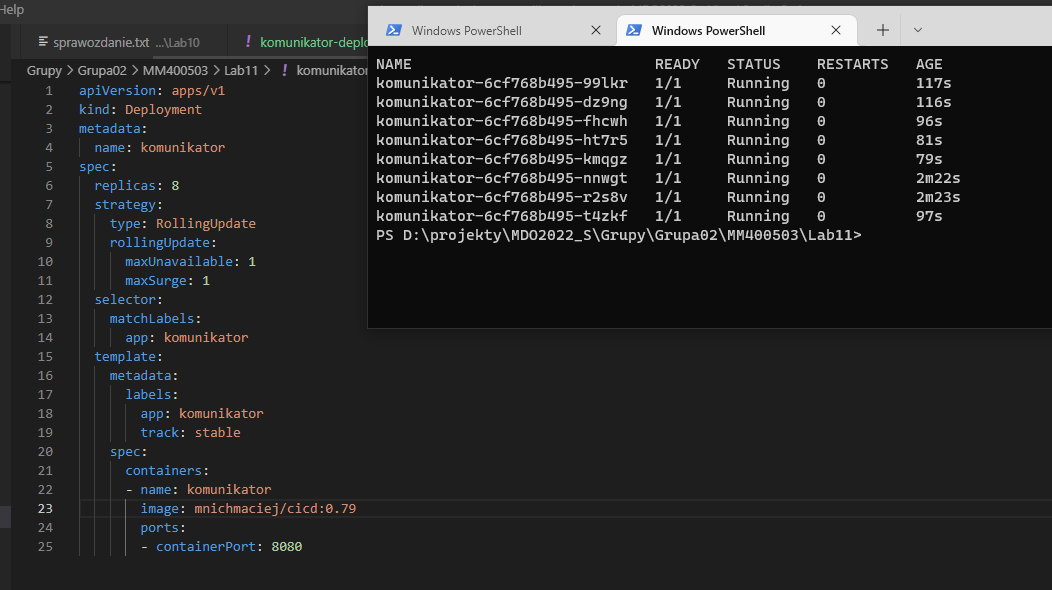 Help
sprawozdanie.txt ...\Lab10
! komunikator-deplo
Grupy > Grupa02 > MM400503 > Lab11 > ! komunikator
1 apiVersion: apps/v1
2 kind: Deployment
3 metadata:
4   name: komunikator
5 spec:
6   replicas: 8
7   strategy:
8     type: RollingUpdate
9     rollingUpdate:
10       maxUnavailable: 1
11       maxSurge: 1
12   selector:
13     matchLabels:
14       app: komunikator
15   template:
16     metadata:
17       labels:
18         app: komunikator
19         track: stable
20     spec:
21       containers:
22       - name: komunikator
23         image: mnichmaciej/cicd:0.79
24         ports:
25         - containerPort: 8080
Windows PowerShell
Windows PowerShell
NAME READY STATUS RESTARTS AGE
komunikator-6cf768b495-99lkr 1/1 Running 0 117s
komunikator-6cf768b495-dz9ng 1/1 Running 0 116s
komunikator-6cf768b495-fhcwh 1/1 Running 0 96s
komunikator-6cf768b495-ht7r5 1/1 Running 0 81s
komunikator-6cf768b495-kmqgz 1/1 Running 0 79s
komunikator-6cf768b495-nnwgt 1/1 Running 0 2m22s
komunikator-6cf768b495-r2s8v 1/1 Running 0 2m23s
komunikator-6cf768b495-t4zkf 1/1 Running 0 97s
PS D:\projekty\MDO2022_S\Grupy\Grupa02\MM400503\Lab11>